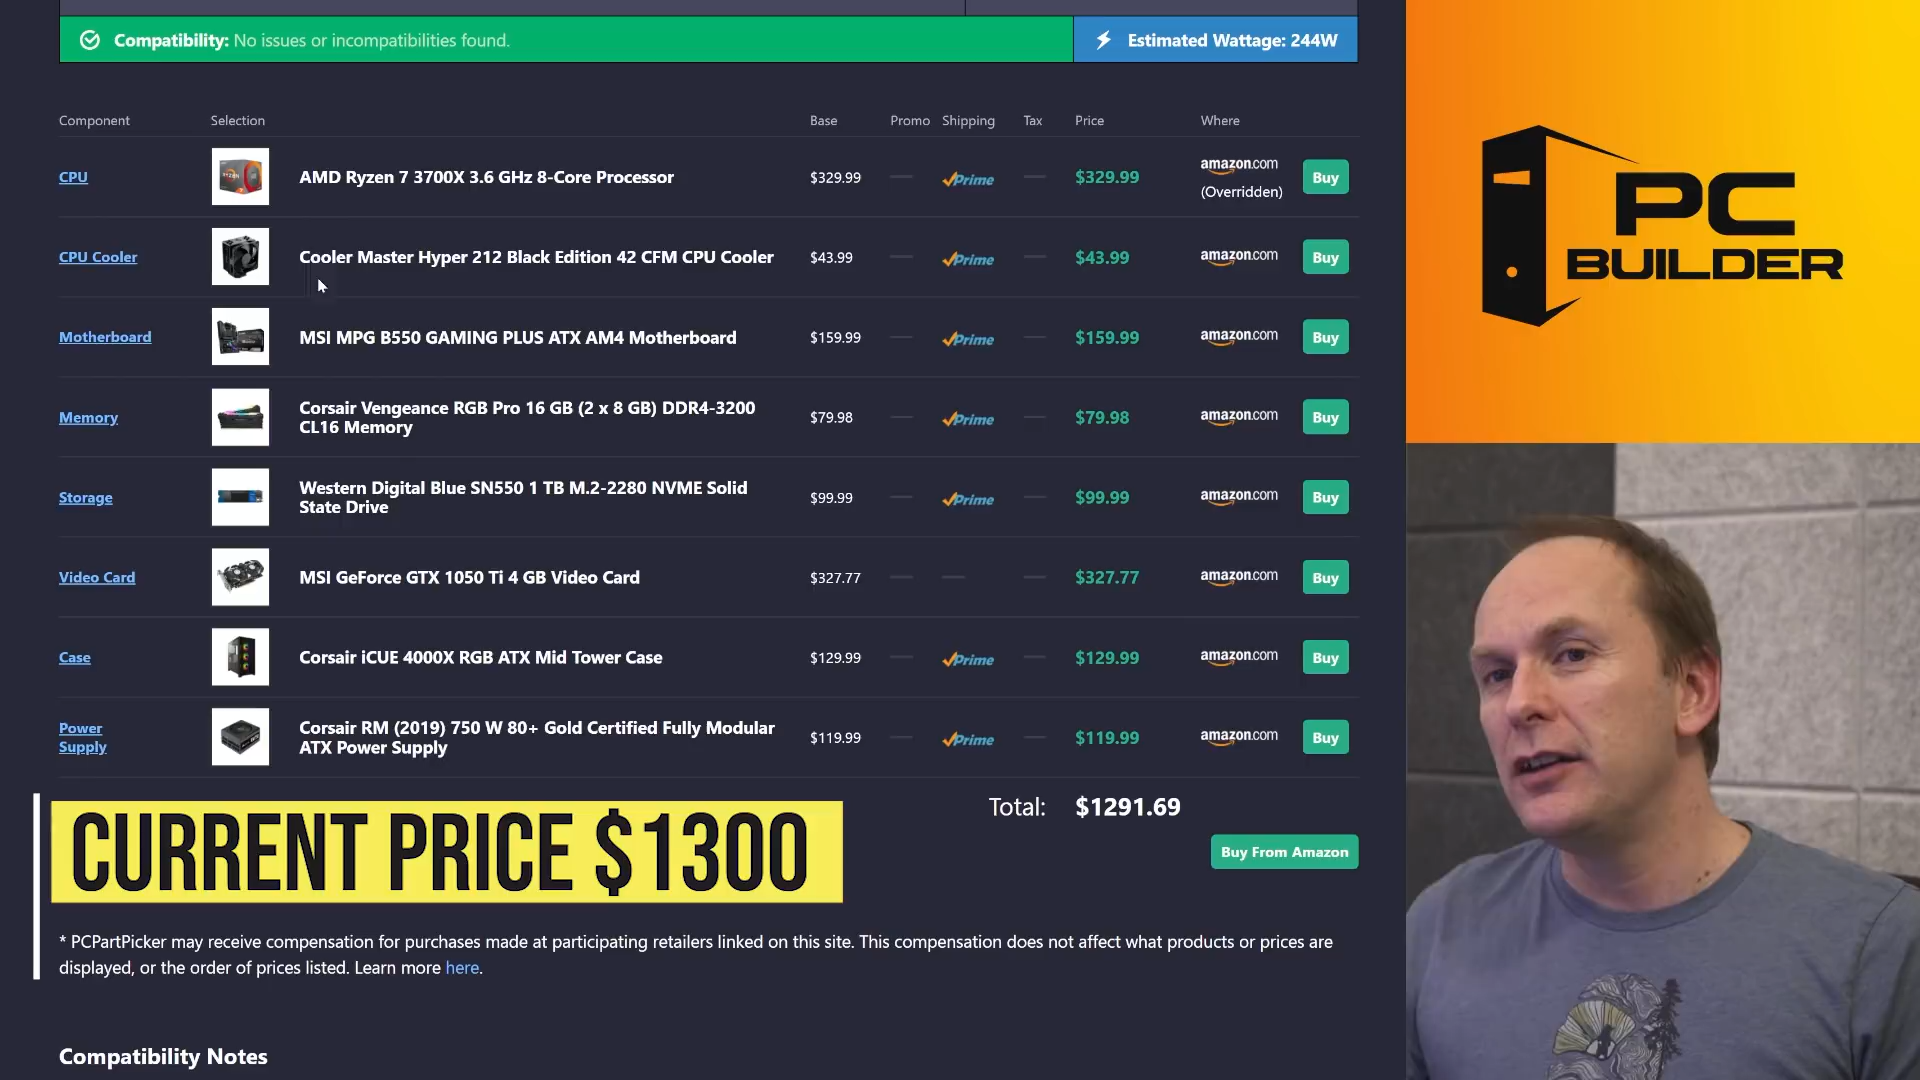 Compatibility: No issues or incompatibilities found.
Estimated Wattage: 244W
Component Selection Base Promo Shipping Tax Price Where
CPU AMD Ryzen 7 3700X 3.6 GHz 8-Core Processor $329.99 — Prime — $329.99 amazon.com Buy
(Overridden)
CPU Cooler Cooler Master Hyper 212 Black Edition 42 CFM CPU Cooler $43.99 — Prime — $43.99 amazon.com Buy
Motherboard MSI MPG B550 GAMING PLUS ATX AM4 Motherboard $159.99 — Prime — $159.99 amazon.com Buy
Memory Corsair Vengeance RGB Pro 16 GB (2 x 8 GB) DDR4-3200
CL16 Memory $79.98 — Prime — $79.98 amazon.com Buy
Storage Western Digital Blue SN550 1 TB M.2-2280 NVME Solid
State Drive $99.99 — Prime — $99.99 amazon.com Buy
Video Card MSI GeForce GTX 1050 Ti 4 GB Video Card $327.77 — — — $327.77 amazon.com Buy
Case Corsair iCUE 4000X RGB ATX Mid Tower Case $129.99 — Prime — $129.99 amazon.com Buy
Power
Supply
Corsair RM (2019) 750 W 80+ Gold Certified Fully Modular
ATX Power Supply $119.99 — Prime — $119.99 amazon.com Buy
Total: $1291.69
Buy From Amazon
CURRENT PRICE $1300
* PCPartPicker may receive compensation for purchases made at participating retailers linked on this site. This compensation does not affect what products or prices are
displayed, or the order of prices listed. Learn more here.
Compatibility Notes
PC
BUILDER